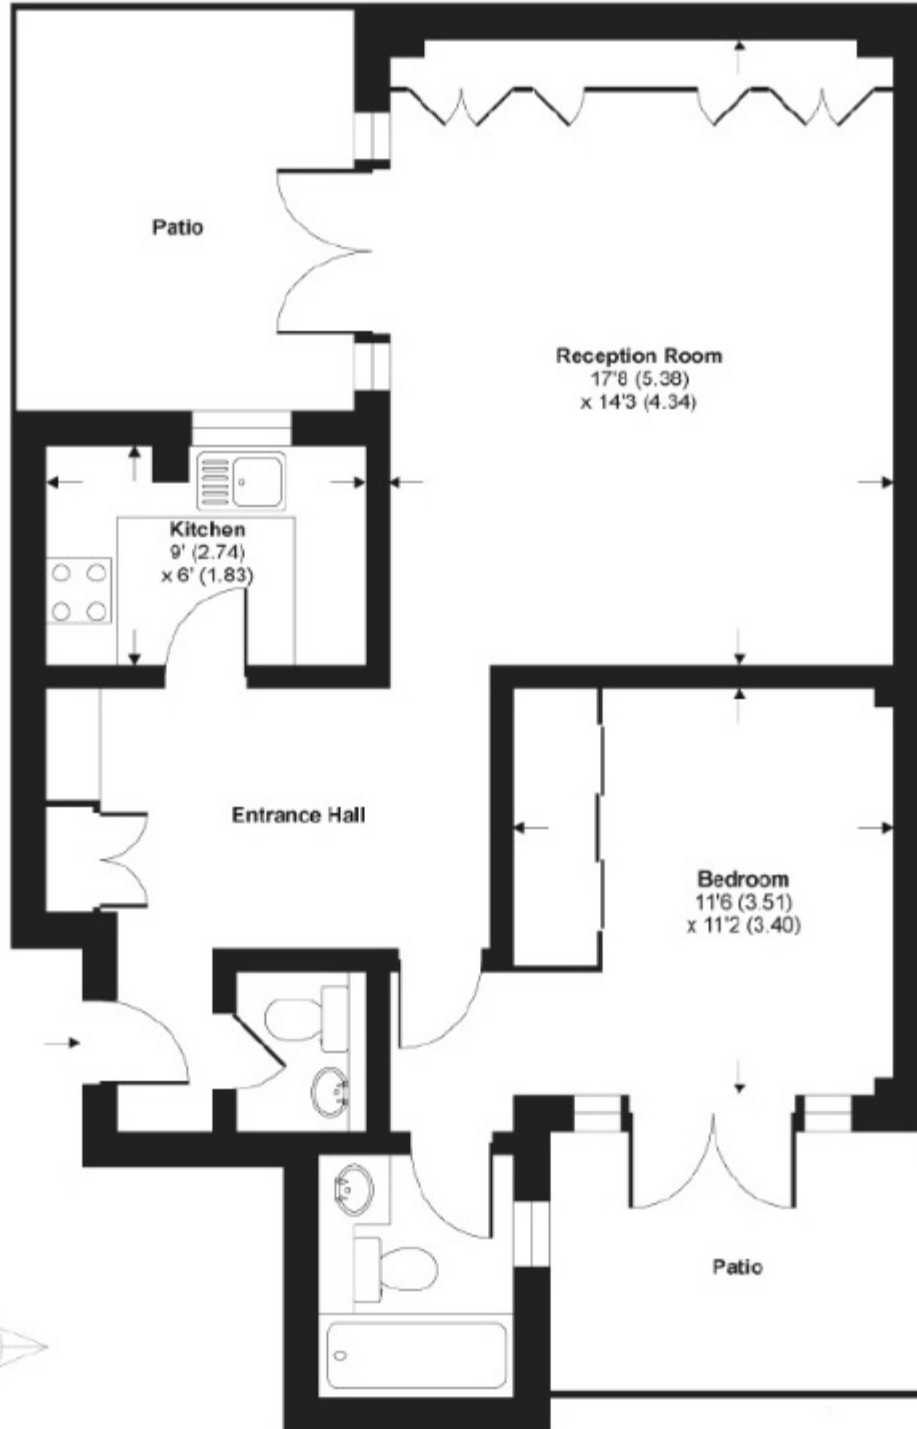 Patio
Reception Room
17'8 (5.38)
x 14'3 (4.34)
Kitchen
9' (2.74)
x 6' (1.83)
Entrance Hall
Bedroom
11'6 (3.51)
x 11'2 (3.40)
Patio